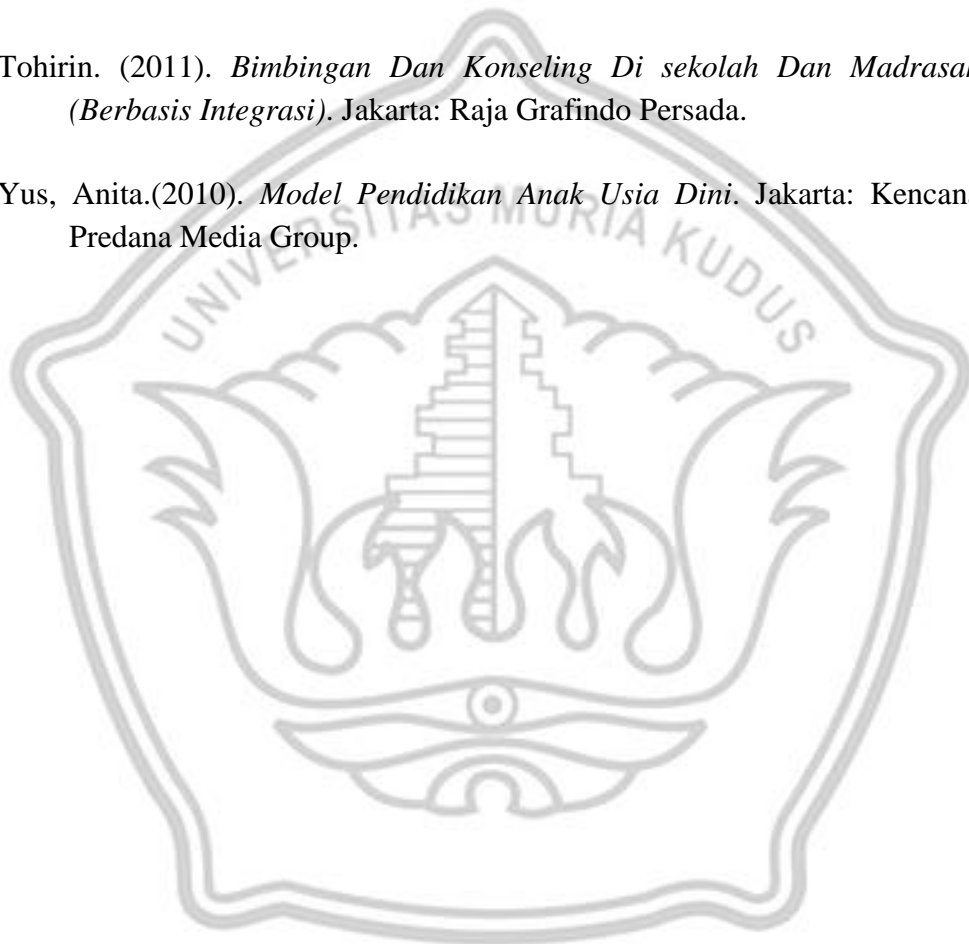 Tohirin. (2011). Bimbingan Dan Konseling Di sekolah Dan Madrasah
(Berbasis Integrasi). Jakarta: Raja Grafindo Persada.
Yus, Anita.(2010). Model Pendidikan Anak Usia Dini. Jakarta: Kencana
Predana Media Group.
UNIVERSITAS MURIA KUDUS